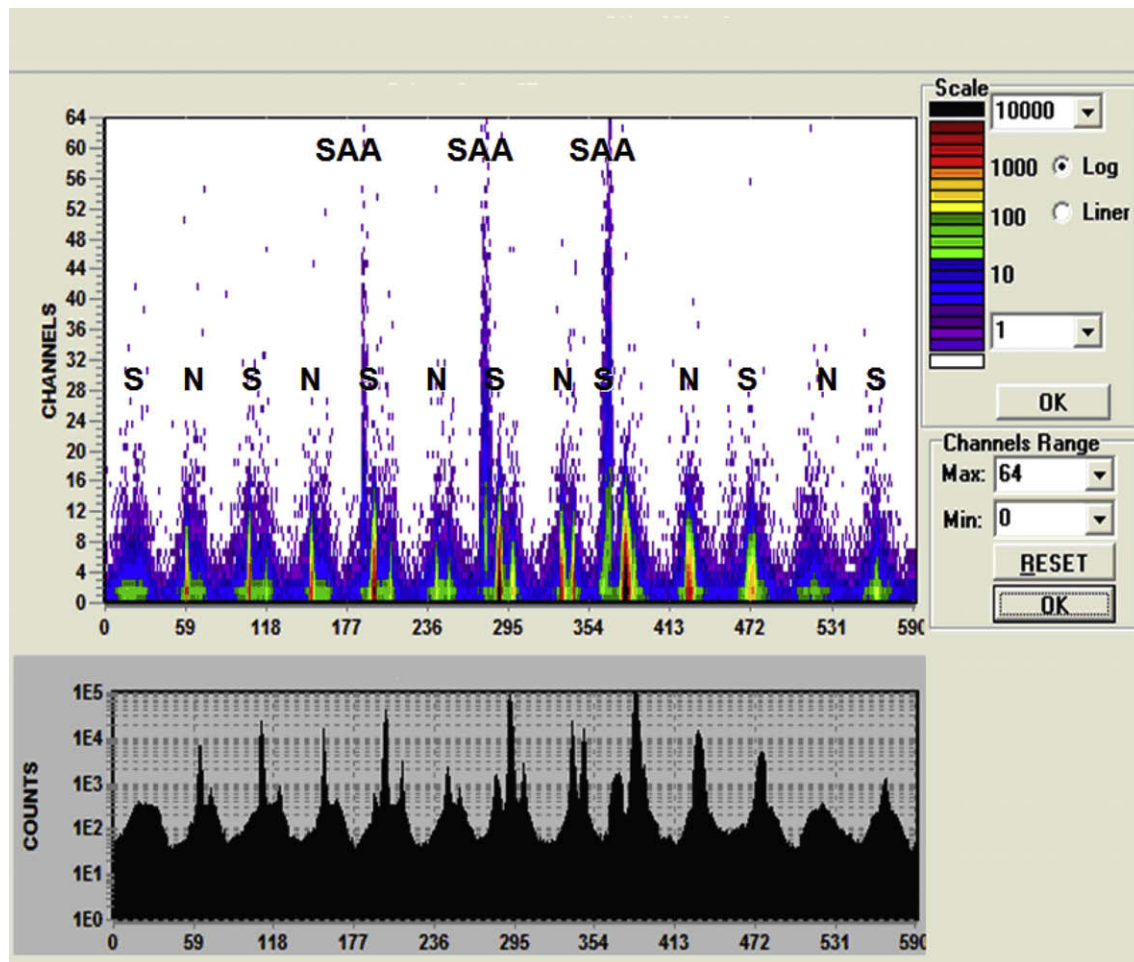 Scale
10000
1000
Log
100
Liner
10
1
OK
Channels Range
Max: 64
Min: 0
RESET
OK
CHANNELS
64
60
56
52
48
44
40
36
32
28
24
20
16
12
8
4
0
SAA SAA SAA
S N S N S N S N S N S N S
0 59 118 177 236 295 354 413 472 531 590
COUNTS
1E5
1E4
1E3
1E2
1E1
1E0
0 59 118 177 236 295 354 413 472 531 590